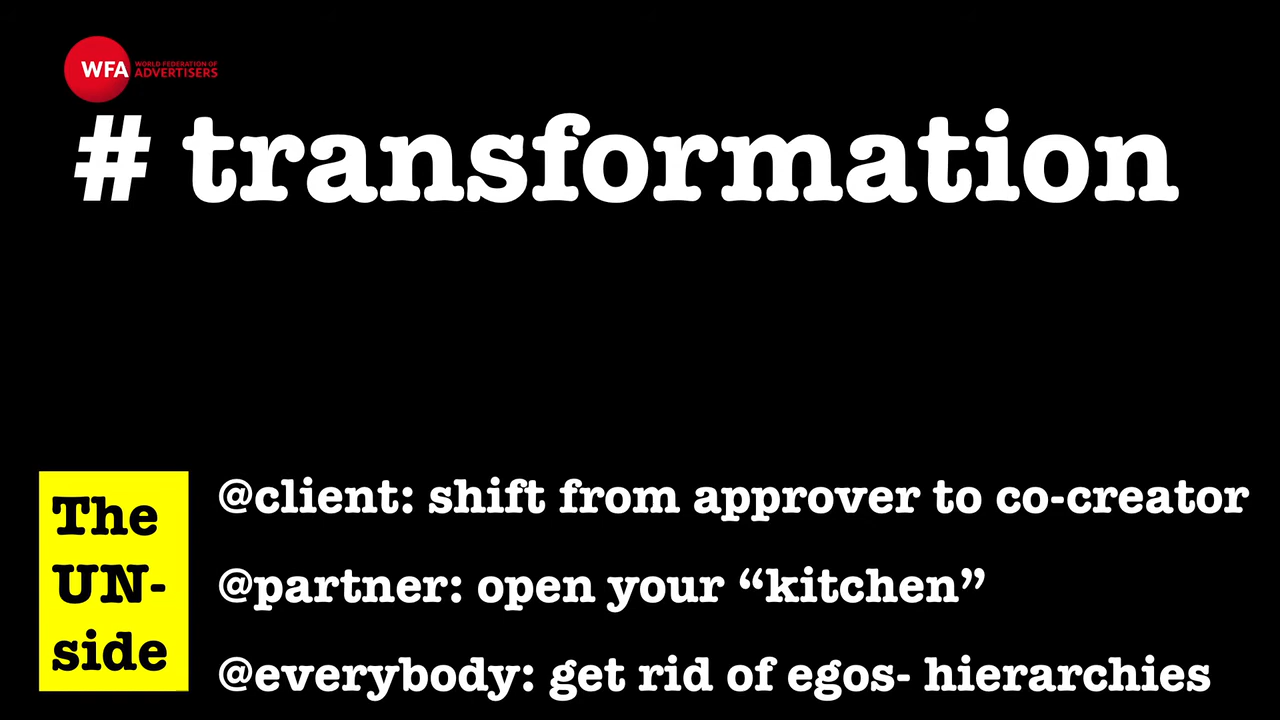 WFA
WORLD FEDERATION OF
ADVERTISERS
# transformation
The
UN-
side
@client: shift from approver to co-creator
@partner: open your “kitchen”
@everybody: get rid of egos- hierarchies